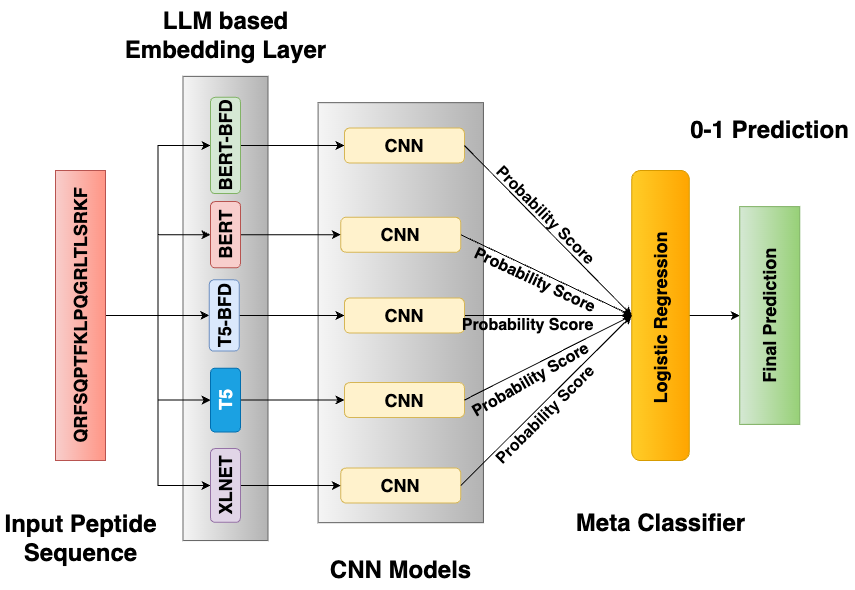 LLM based
Embedding Layer
0-1 Prediction
QRFSQPTFKLPQGRLTLSRKF
BERT-BFD
BERT
T5-BFD
T5
XLNET
CNN
CNN
CNN
CNN
CNN
Probability Score
Probability Score
Probability Score
Probability Score
Probability Score
Logistic Regression
Final Prediction
Input Peptide
Sequence
CNN Models
Meta Classifier